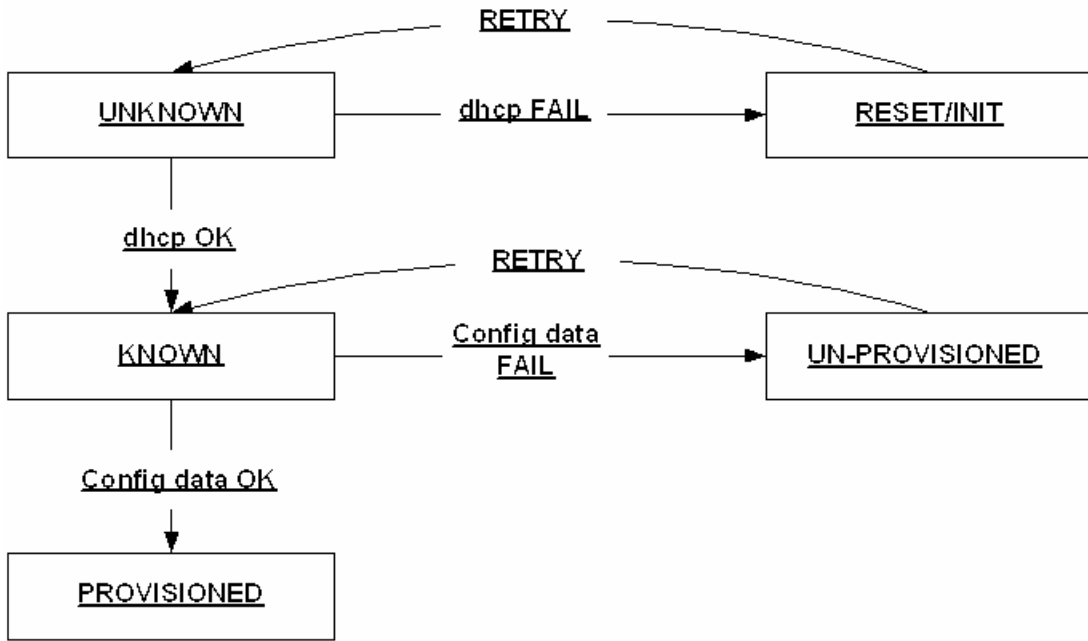 RETRY
UNKNOWN
dhcp FAIL
RESET/INIT
dhcp OK
RETRY
KNOWN
Config data
FAIL
UN-PROVISIONED
Config data OK
PROVISIONED